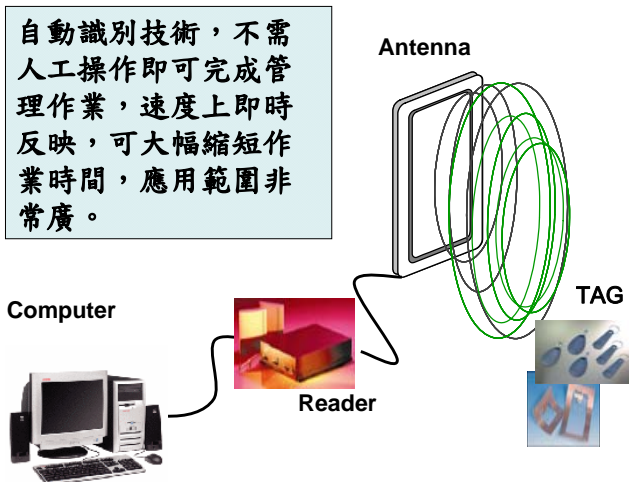 自動識別技術，不需
人工操作即可完成管
理作業，速度上即時
反映，可大幅縮短作
業時間，應用範圍非
常廣。
Antenna
TAG
Computer
Reader